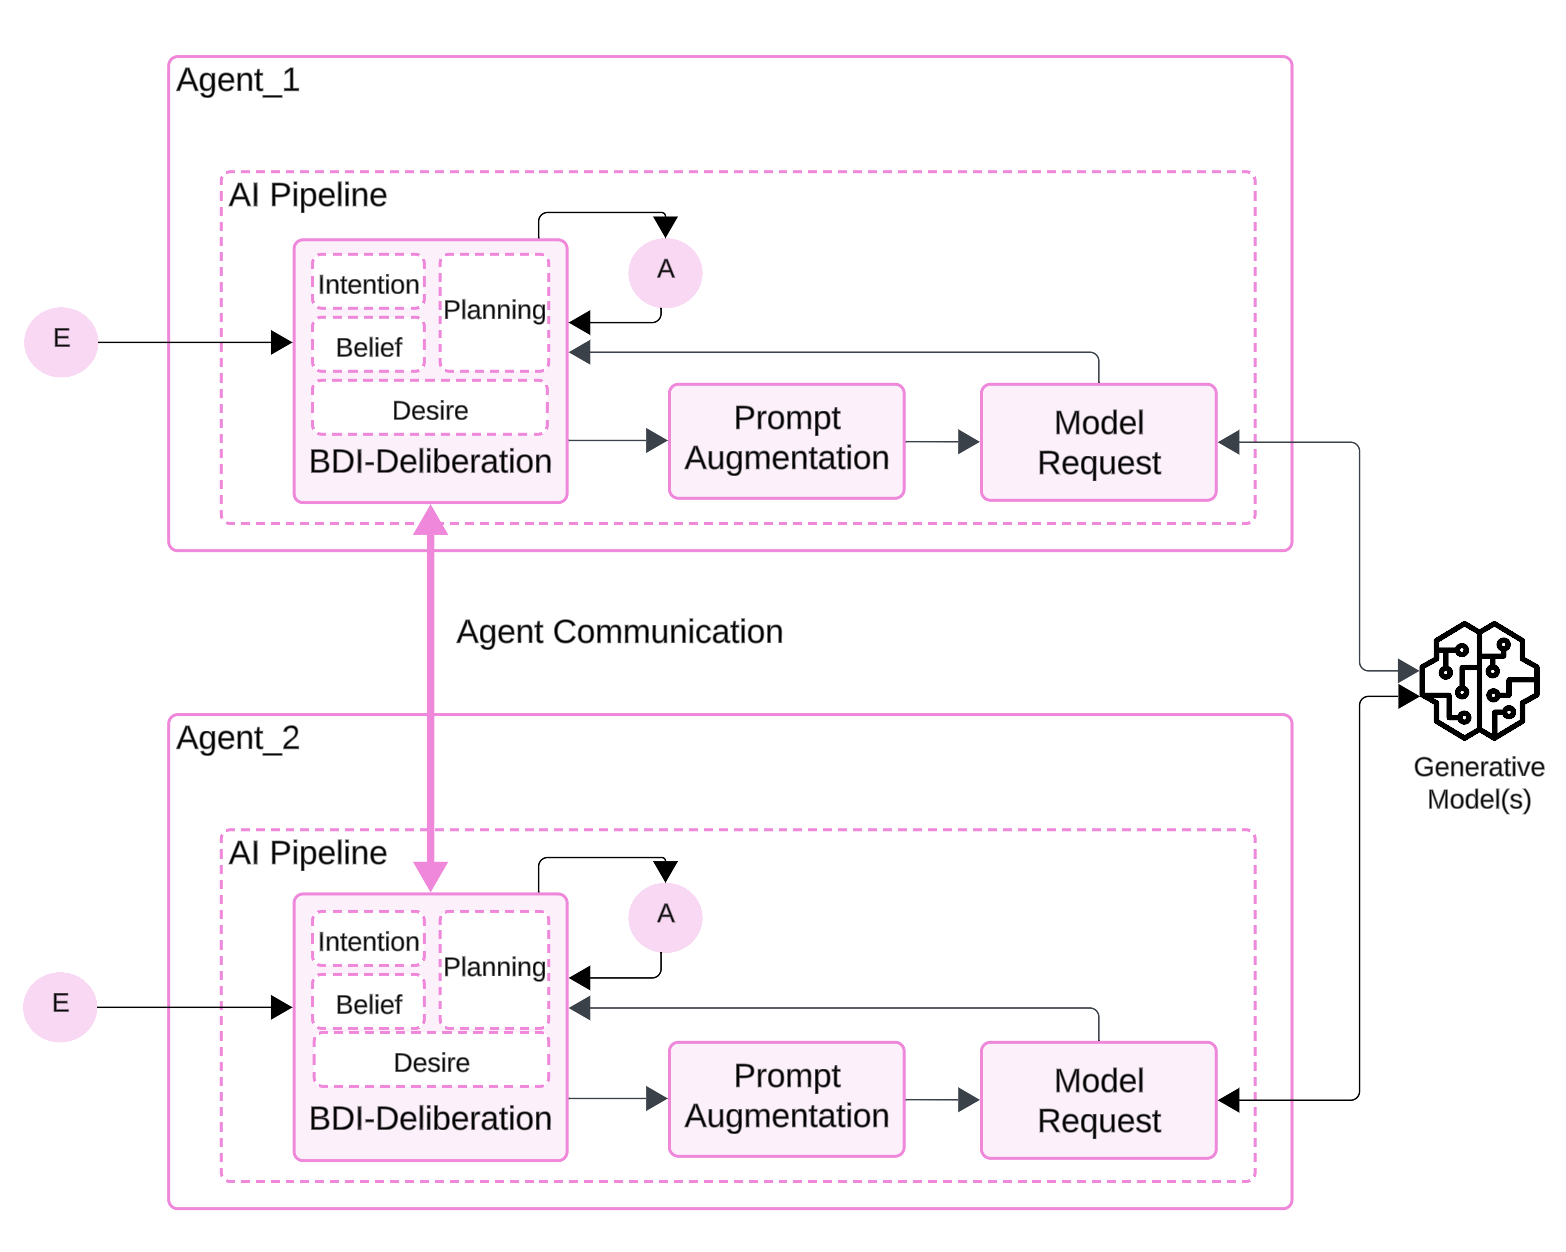 Agent_1
AI Pipeline
Intention
Planning
A
E
Belief
Desire
BDI-Deliberation
Prompt
Augmentation
Model
Request
Agent Communication
Generative
Model(s)
Agent_2
AI Pipeline
Intention
Planning
A
E
Belief
Desire
BDI-Deliberation
Prompt
Augmentation
Model
Request